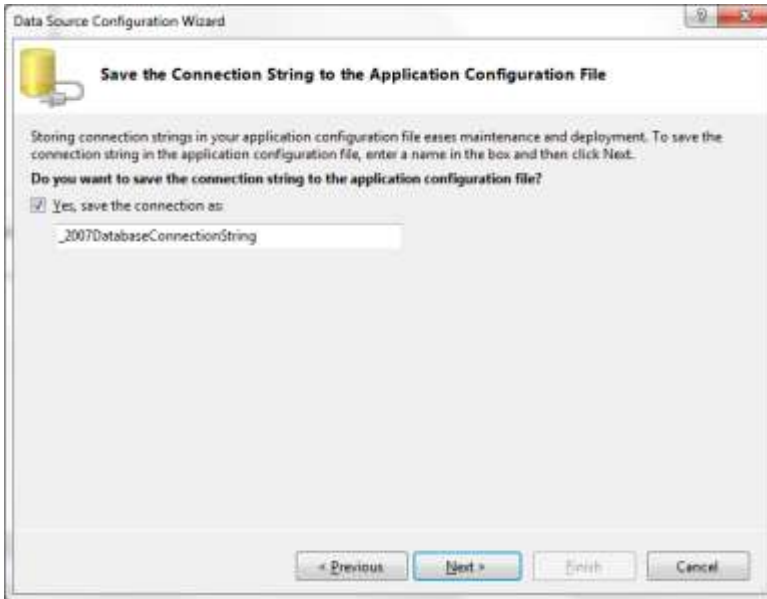 Data Source Configuration Wizard
Save the Connection String to the Application Configuration File
Storing connection strings in your application configuration file eases maintenance and deployment. To save the
connection string in the application configuration file, enter a name in the box and then click Next.
Do you want to save the connection string to the application configuration file?
Yes, save the connection as:
_2007DatabaseConnectionString
< Previous
Next >
Finish
Cancel